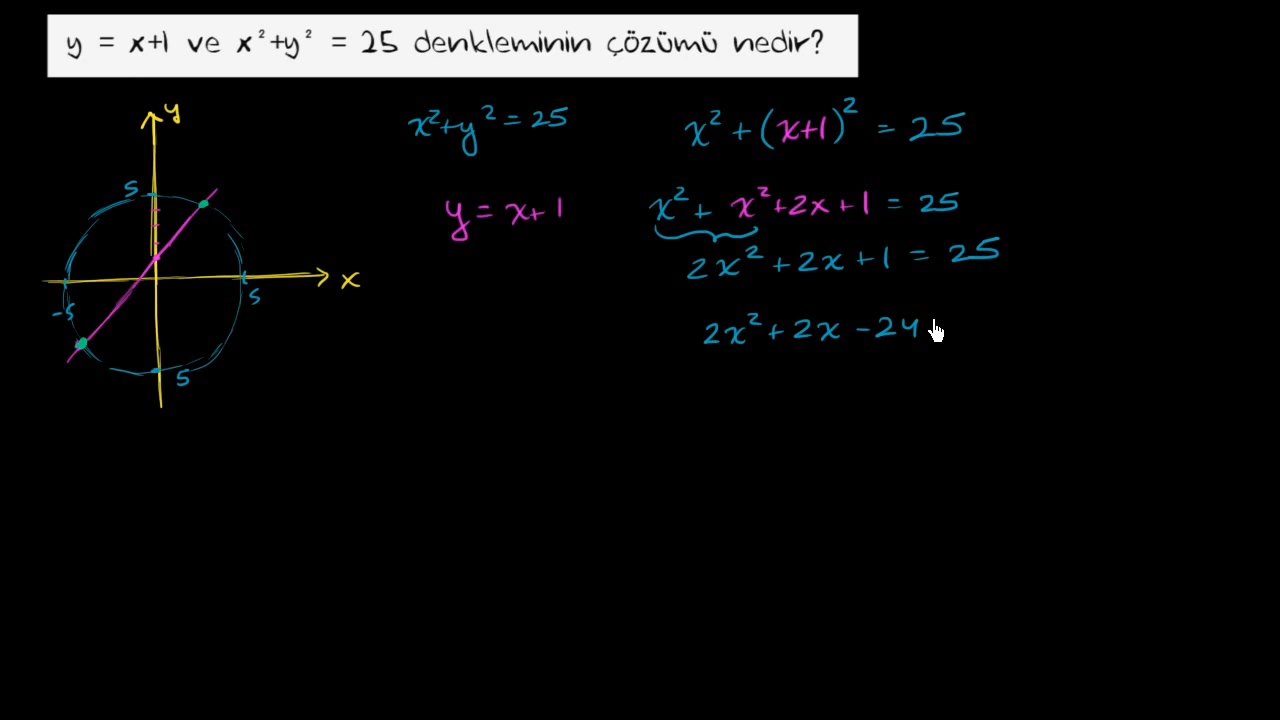 y = x+1 ve x²+y² = 25 denkleminin çözümü nedir?
y
5
x
-5
5
5
x²+y² = 25
y = x+1
x² + (x+1)² = 25
x² + x²+2x+1 = 25
2x²+2x+1 = 25
2x²+2x-24